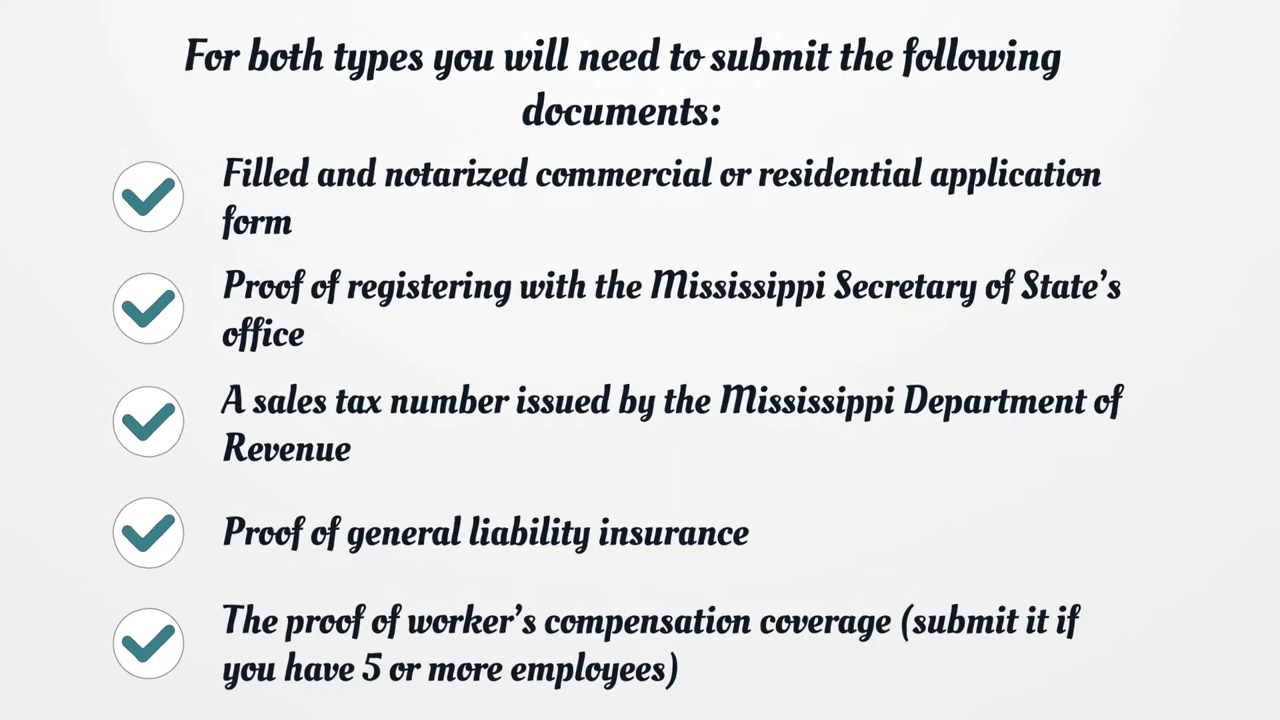 For both types you will need to submit the following
documents:
Filled and notarized commercial or residential application
form
Proof of registering with the Mississippi Secretary of State’s
office
A sales tax number issued by the Mississippi Department of
Revenue
Proof of general liability insurance
The proof of worker’s compensation coverage (submit it if
you have 5 or more employees)